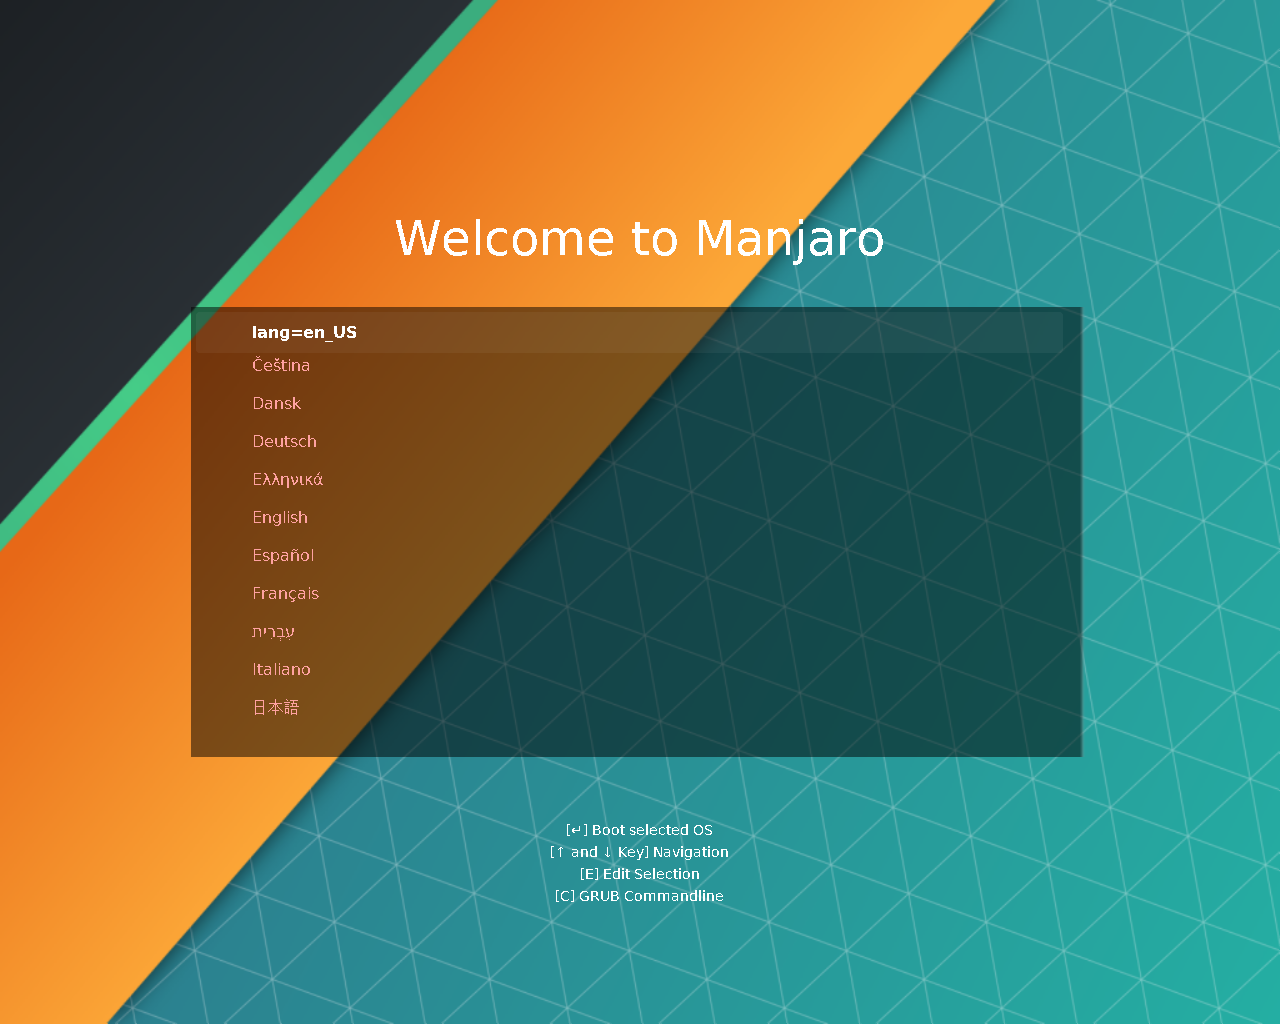 Welcome to Manjaro
lang=en_US
Čeština
Dansk
Deutsch
Ελληνικά
English
Español
Français
עִבְרִית
Italiano
日本語
[↵] Boot selected OS
[↑ and ↓ Key] Navigation
[E] Edit Selection
[C] GRUB Commandline